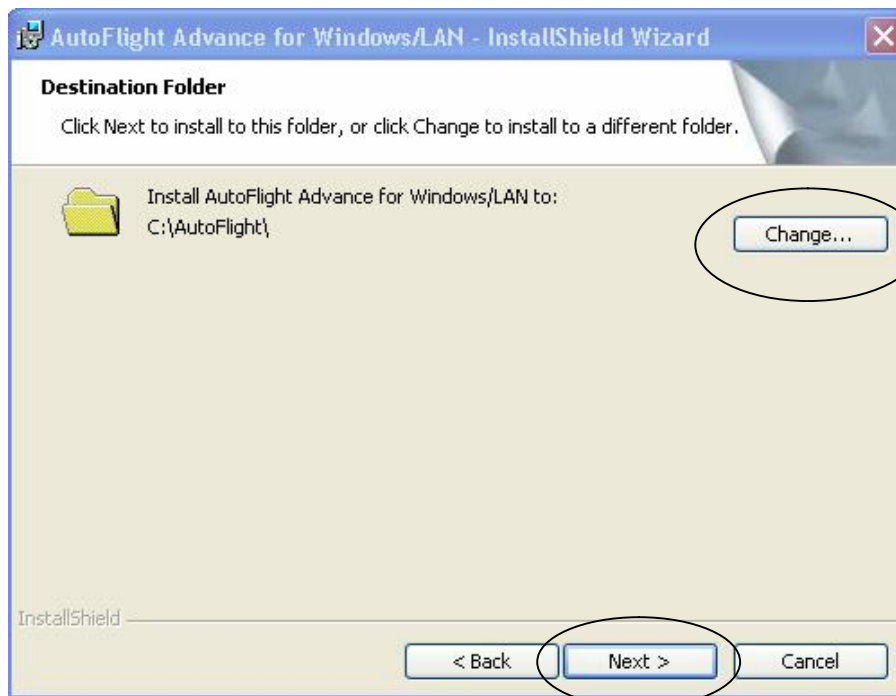 AutoFlight Advance for Windows/LAN - InstallShield Wizard
Destination Folder
Click Next to install to this folder, or click Change to install to a different folder.
Install AutoFlight Advance for Windows/LAN to:
C:\AutoFlight\
Change...
InstallShield
< Back
Next >
Cancel